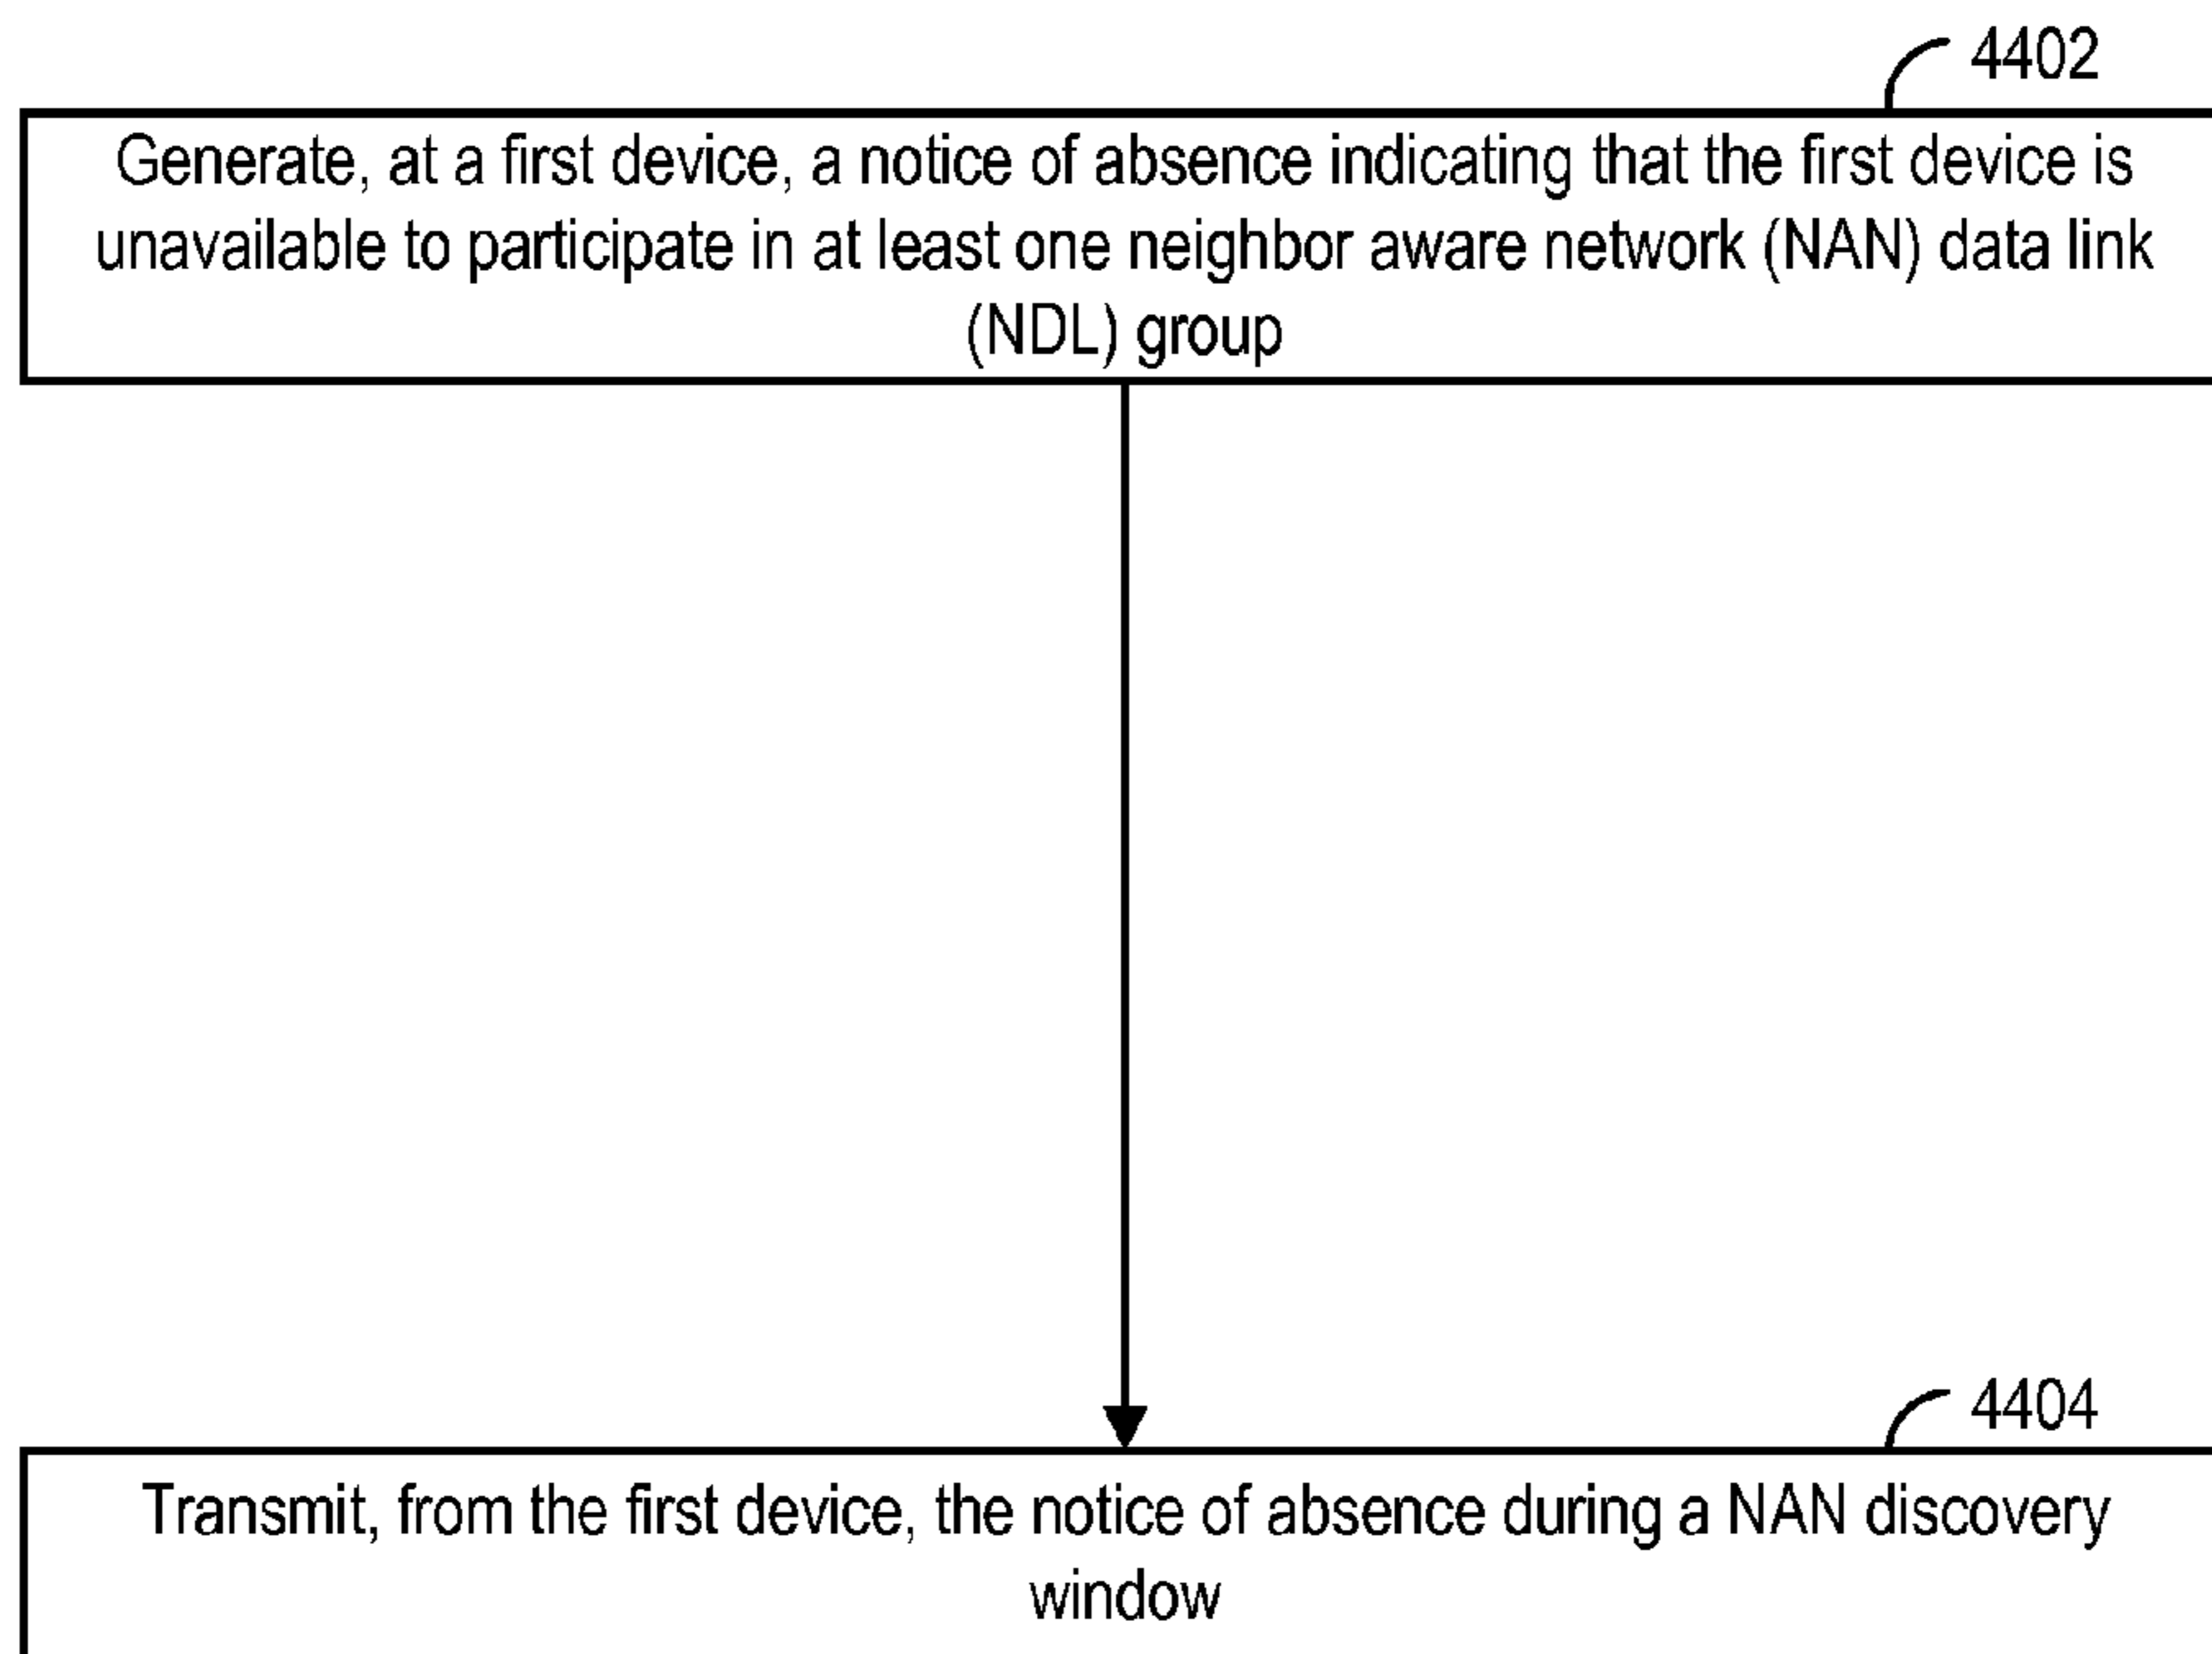 4402
Generate, at a first device, a notice of absence indicating that the first device is
unavailable to participate in at least one neighbor aware network (NAN) data link
(NDL) group
4404
Transmit, from the first device, the notice of absence during a NAN discovery
window